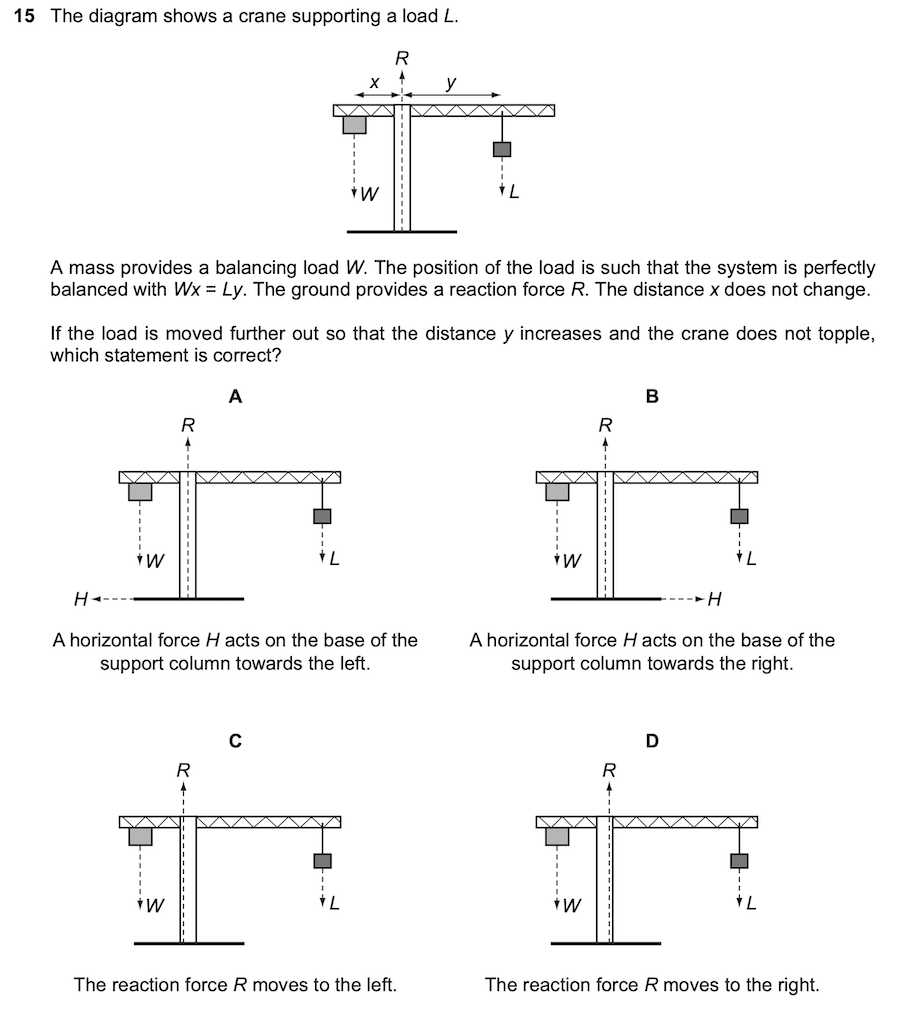 15 The diagram shows a crane supporting a load L.
R
x
y
W
L
A mass provides a balancing load W. The position of the load is such that the system is perfectly
balanced with Wx = Ly. The ground provides a reaction force R. The distance x does not change.
If the load is moved further out so that the distance y increases and the crane does not topple,
which statement is correct?
A
R
W
L
H
A horizontal force H acts on the base of the
support column towards the left.
B
R
W
L
H
A horizontal force H acts on the base of the
support column towards the right.
C
R
W
L
The reaction force R moves to the left.
D
R
W
L
The reaction force R moves to the right.